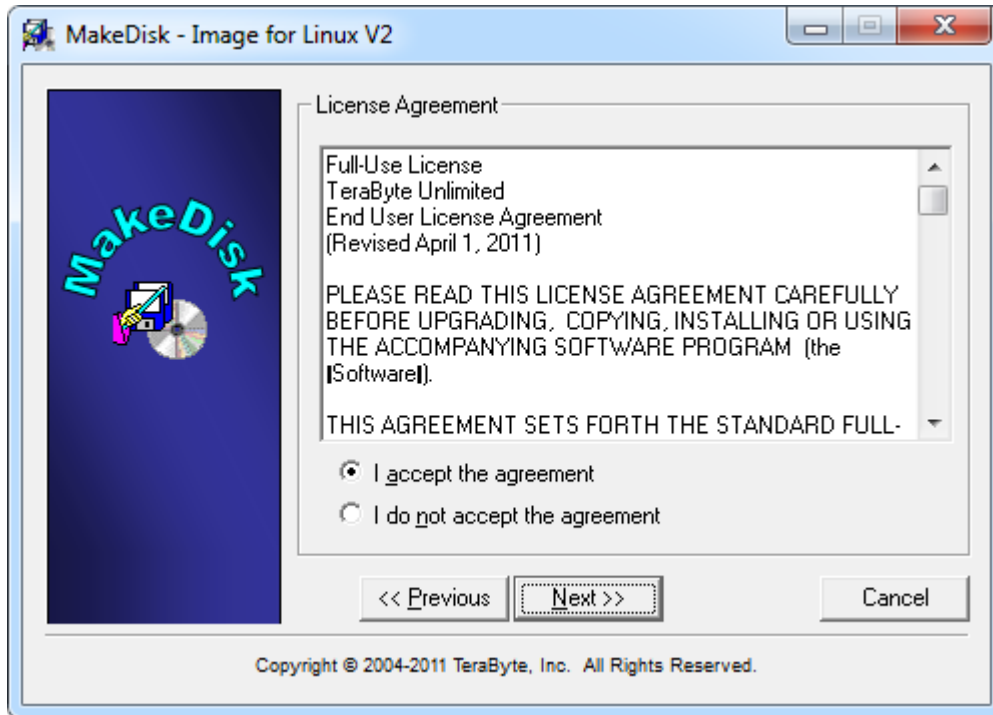 MakeDisk - Image for Linux V2
MakeDisk
License Agreement
Full-Use License
TeraByte Unlimited
End User License Agreement
(Revised April 1, 2011)
PLEASE READ THIS LICENSE AGREEMENT CAREFULLY
BEFORE UPGRADING,  COPYING, INSTALLING OR USING
THE ACCOMPANYING SOFTWARE PROGRAM  (the
▐Software▐).
THIS AGREEMENT SETS FORTH THE STANDARD FULL-
I accept the agreement
I do not accept the agreement
<< Previous
Next >>
Cancel
Copyright © 2004-2011 TeraByte, Inc.  All Rights Reserved.